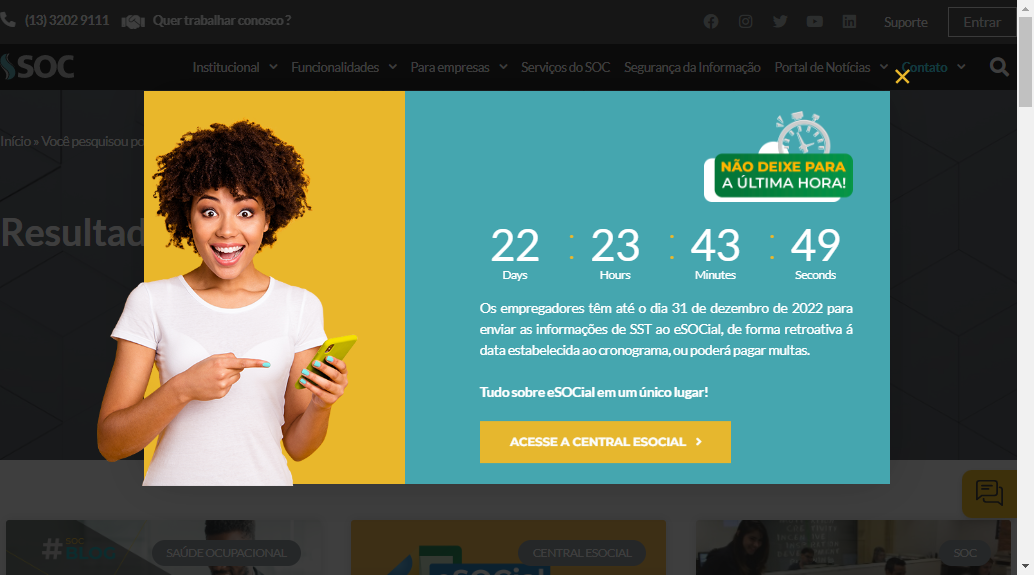 (13) 3202 9111 Quer trabalhar conosco ?
Suporte Entrar
SOC Institucional Funcionalidades Para empresas Serviços do SOC Segurança da Informação Portal de Notícias Contato
Início » Você pesquisou po
Resultad
NÃO DEIXE PARA
A ÚLTIMA HORA!
22 : 23 : 43 : 49
Days Hours Minutes Seconds
Os empregadores têm até o dia 31 de dezembro de 2022 para
enviar as informações de SST ao eSOCial, de forma retroativa á
data estabelecida ao cronograma, ou poderá pagar multas.
Tudo sobre eSOCial em um único lugar!
ACESSE A CENTRAL ESOCIAL
# SOC
BLOG
SAÚDE OCUPACIONAL
CENTRAL ESOCIAL
eSOCial
SOC